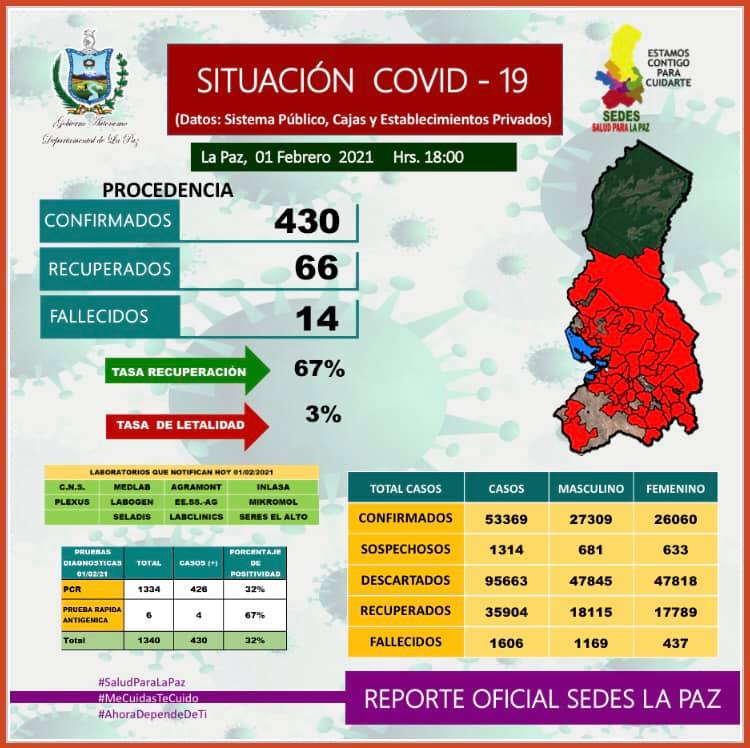 Gobierno Autónomo
Departamental de La Paz
SITUACIÓN COVID - 19
(Datos: Sistema Público, Cajas y Establecimientos Privados)
La Paz, 01 Febrero 2021 Hrs. 18:00
ESTAMOS
CONTIGO
PARA
CUIDARTE
SEDES
SALUD PARA LA PAZ
PROCEDENCIA
CONFIRMADOS 430
RECUPERADOS 66
FALLECIDOS 14
TASA RECUPERACIÓN 67%
TASA DE LETALIDAD 3%
LABORATORIOS QUE NOTIFICAN HOY 01/02/2021
C.N.S. MEDLAB AGRAMONT INLASA
PLEXUS LABOGEN EE.SS.-AG MIKROMOL
SELADIS LABCLINICS SERES EL ALTO
PRUEBAS DIAGNOSTICAS 01/02/21 TOTAL CASOS (+) PORCENTAJE DE POSITIVIDAD
PCR 1334 426 32%
PRUEBA RAPIDA ANTIGENICA 6 4 67%
Total 1340 430 32%
TOTAL CASOS CASOS MASCULINO FEMENINO
CONFIRMADOS 53369 27309 26060
SOSPECHOSOS 1314 681 633
DESCARTADOS 95663 47845 47818
RECUPERADOS 35904 18115 17789
FALLECIDOS 1606 1169 437
#SaludParaLaPaz
#MeCuidasTeCuido
#AhoraDependeDeTi
REPORTE OFICIAL SEDES LA PAZ